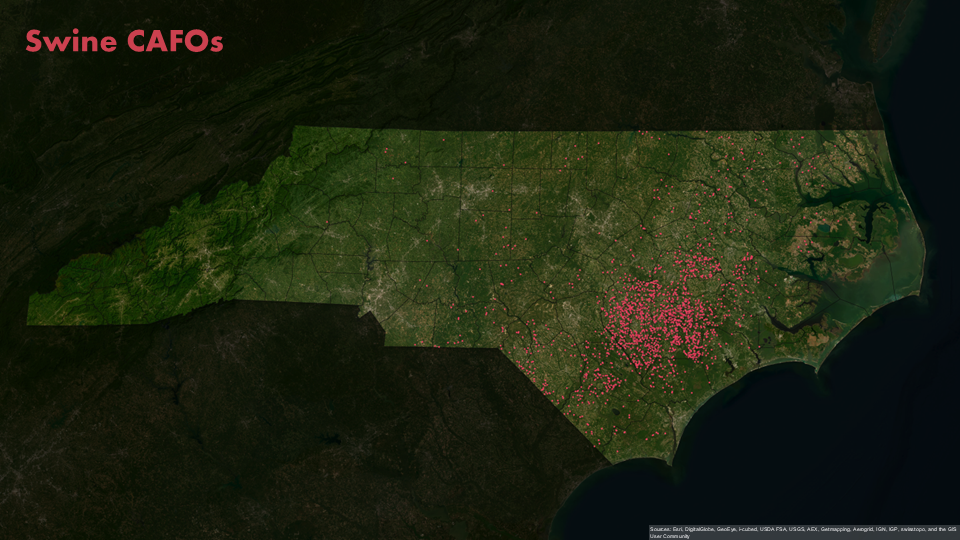 Swine CAFOs
Sources: Esri, DigitalGlobe, GeoEye, i-cubed, USDA FSA, USGS, AEX, Getmapping, Aerogrid, IGN, IGP, swisstopo, and the GIS
User Community